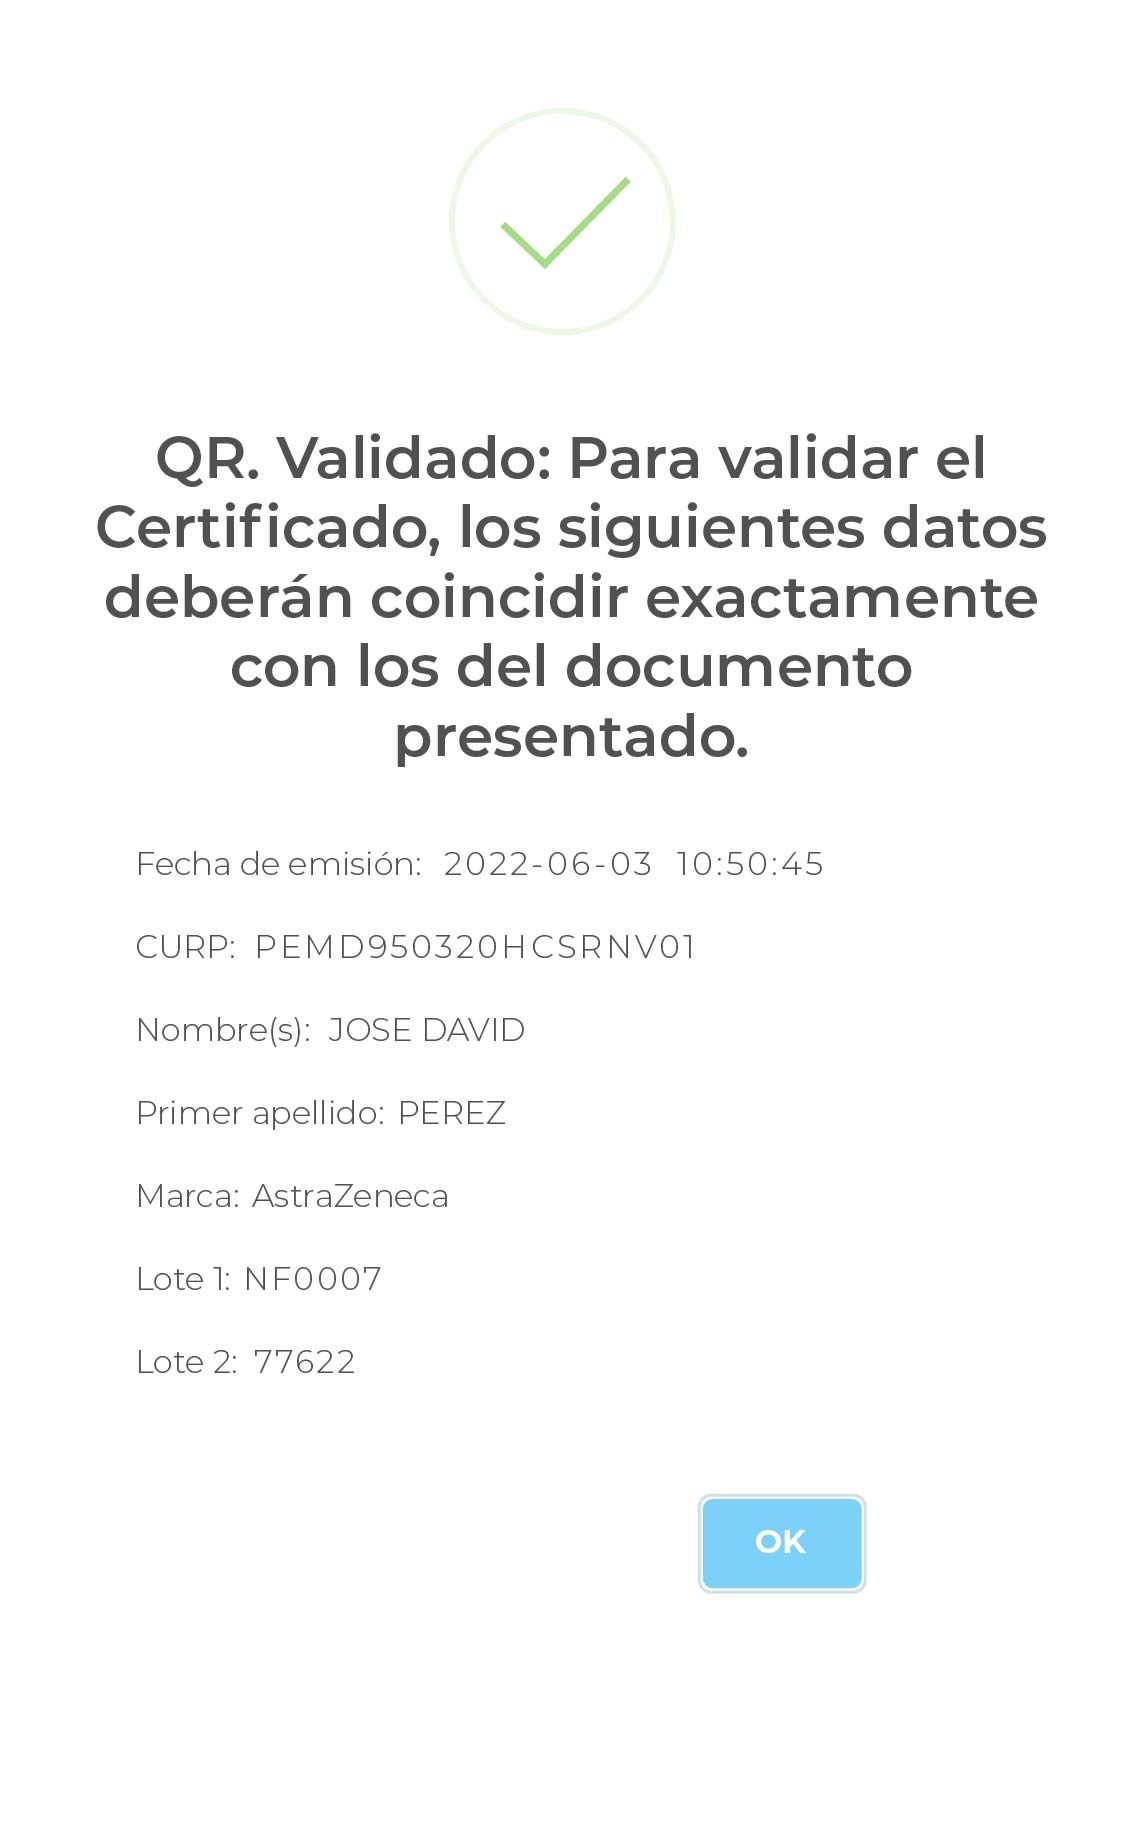 QR. Validado: Para validar el
Certificado, los siguientes datos
deberán coincidir exactamente
con los del documento
presentado.
Fecha de emisión: 2022-06-03 10:50:45
CURP: PEMD950320HCSRNV01
Nombre(s): JOSE DAVID
Primer apellido: PEREZ
Marca: AstraZeneca
Lote 1: NF0007
Lote 2: 77622
OK